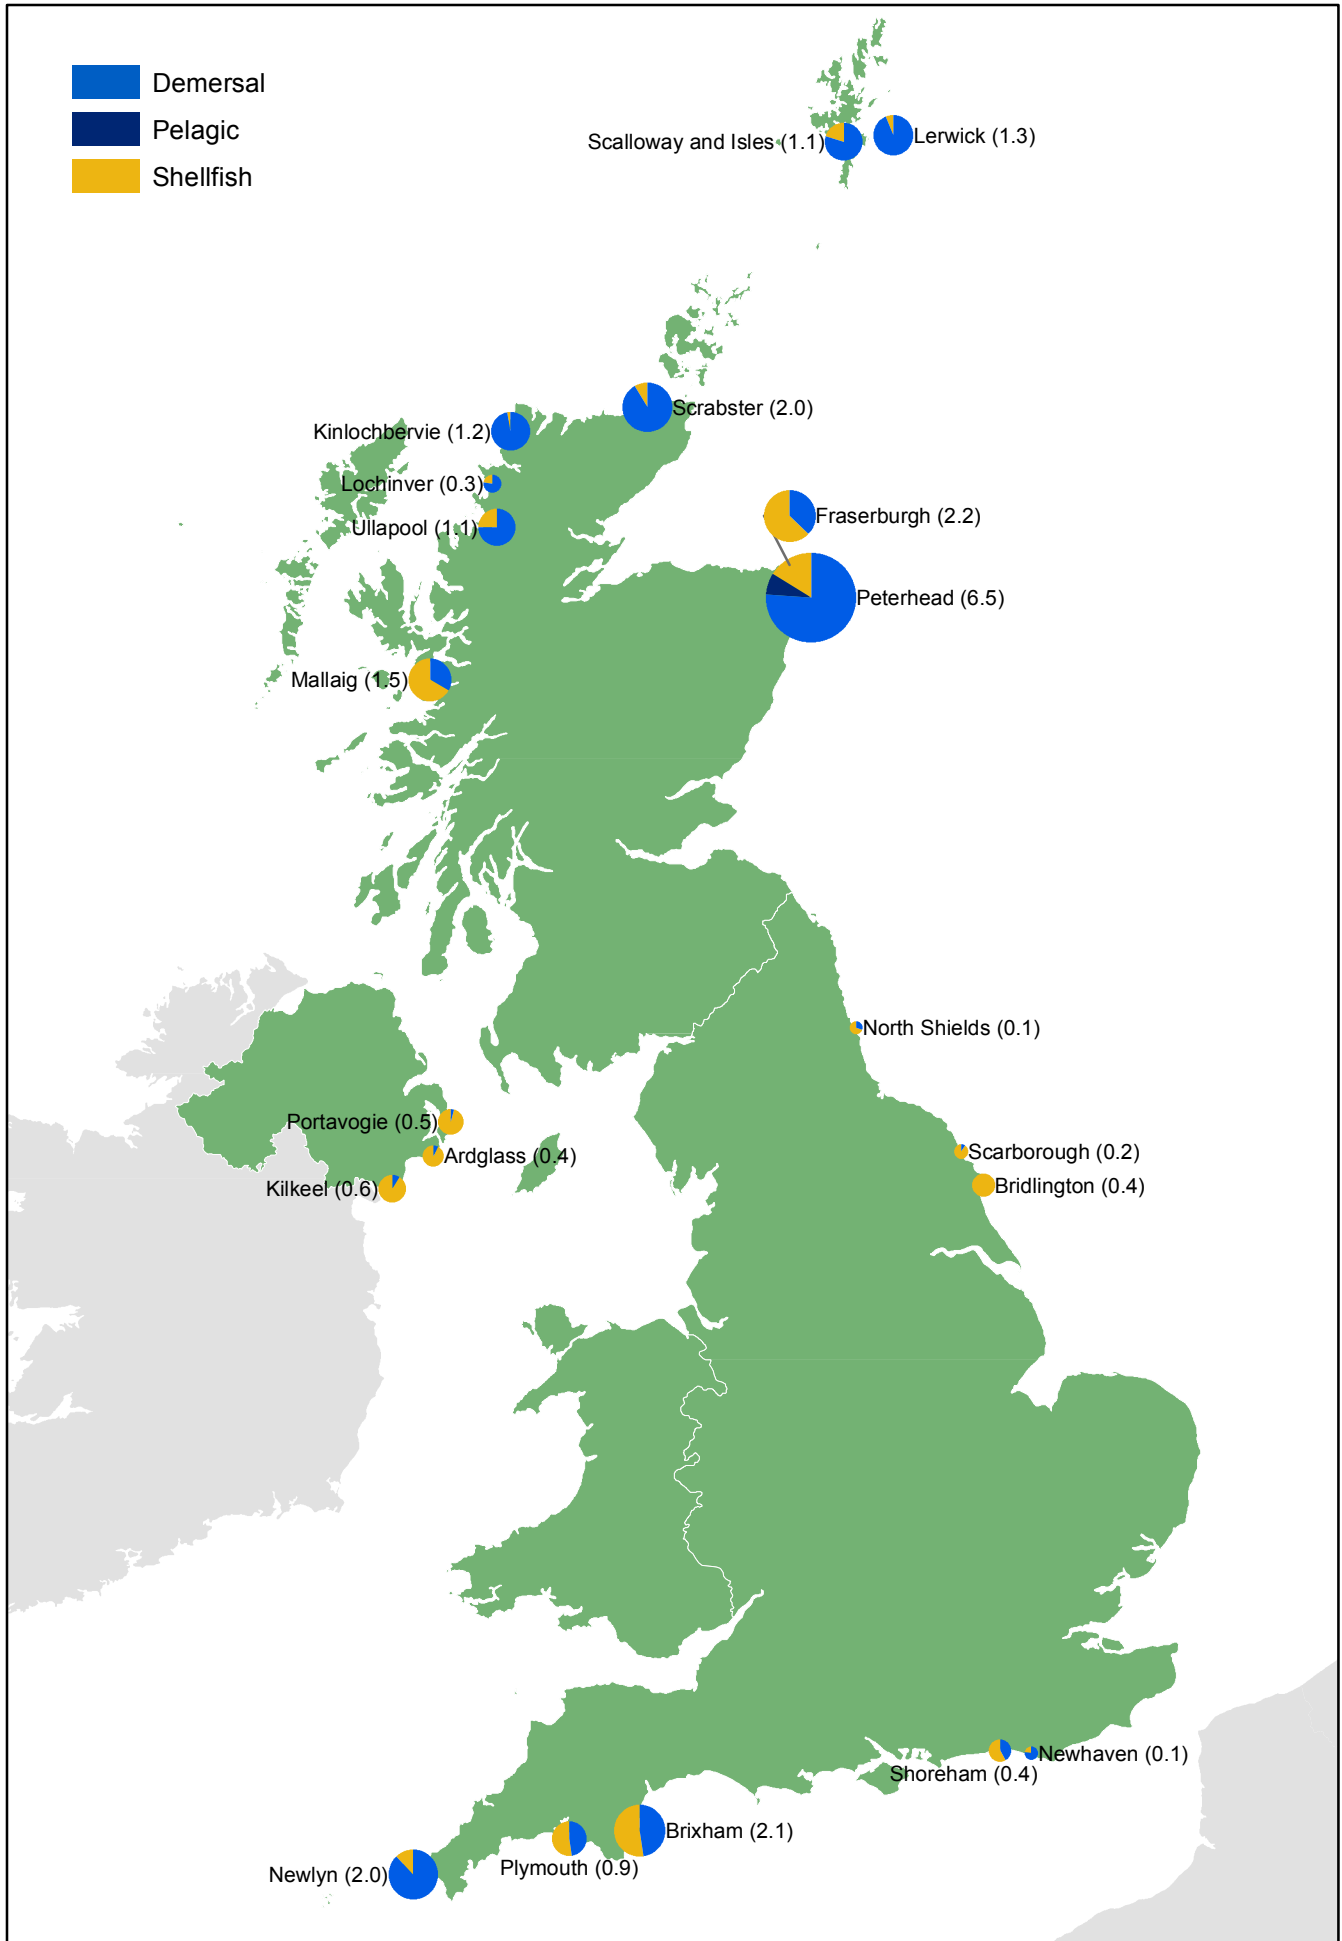 Demersal
Pelagic
Shellfish
Scalloway and Isles (1.1)
Lerwick (1.3)
Scrabster (2.0)
Kinlochbervie (1.2)
Lochinver (0.3)
Ullapool (1.1)
Fraserburgh (2.2)
Peterhead (6.5)
Mallaig (1.5)
North Shields (0.1)
Portavogie (0.5)
Ardglass (0.4)
Kilkeel (0.6)
Scarborough (0.2)
Bridlington (0.4)
Newhaven (0.1)
Shoreham (0.4)
Brixham (2.1)
Plymouth (0.9)
Newlyn (2.0)